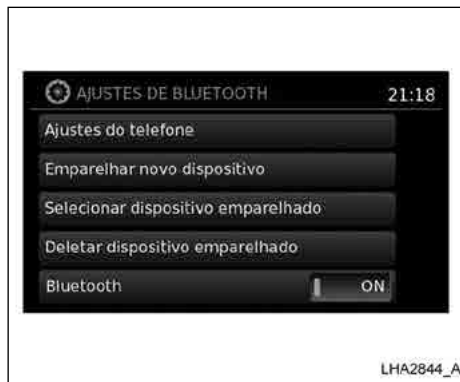 AJUSTES DE BLUETOOTH 21:18
Ajustes do telefone
Emparelhar novo dispositivo
Selecionar dispositivo emparelhado
Deletar dispositivo emparelhado
Bluetooth ON
LHA2844_A